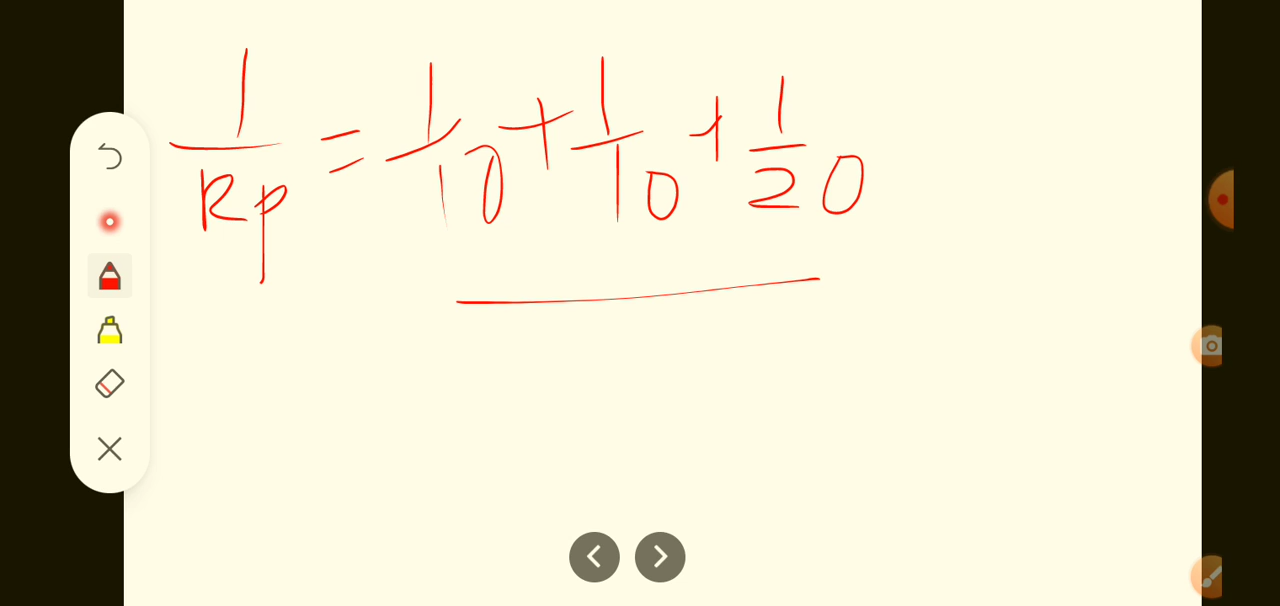 1/Rp = 1/10 + 1/10 + 1/20